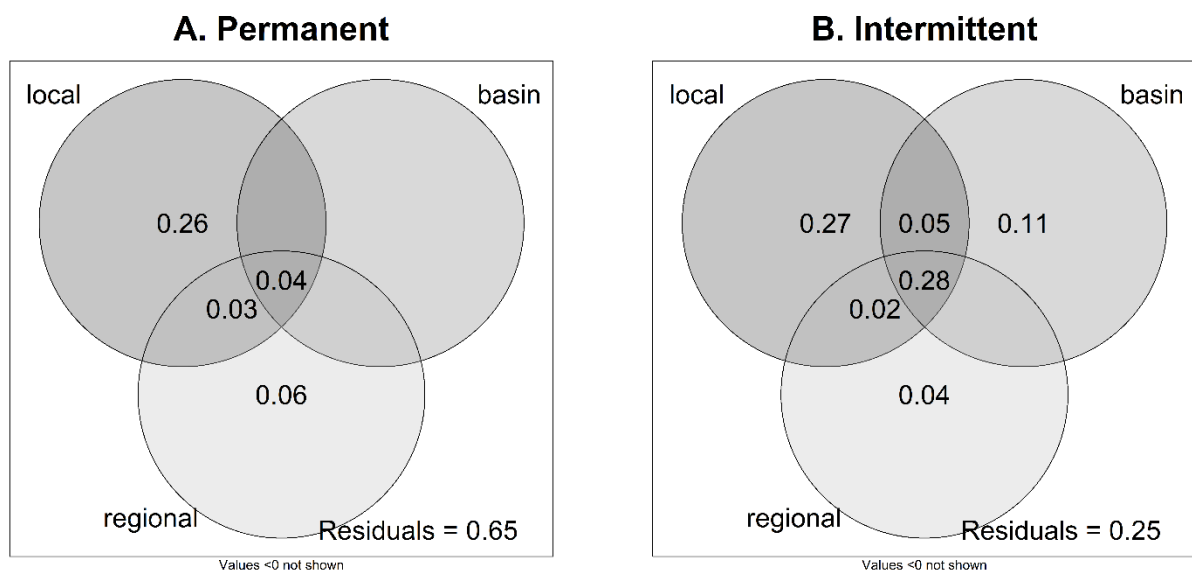 A. Permanent
local
basin
0.26
0.04
0.03
0.06
regional
Residuals = 0.65
Values <0 not shown
B. Intermittent
local
basin
0.27
0.05
0.11
0.28
0.02
0.04
regional
Residuals = 0.25
Values <0 not shown